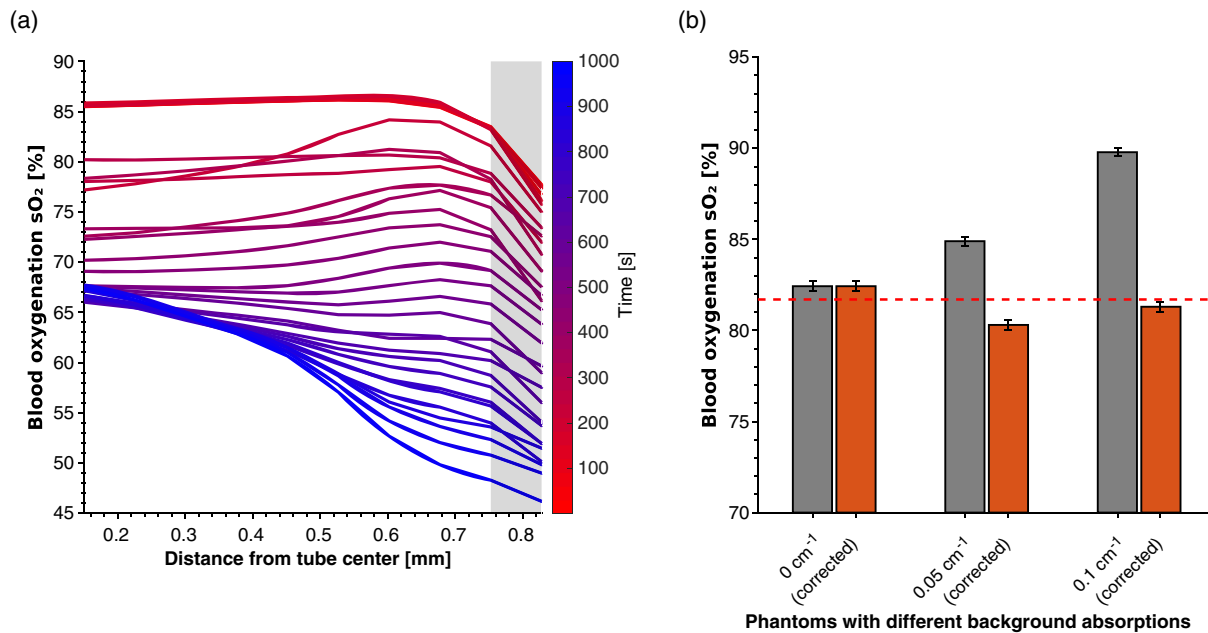 (a)
(b)
90
85
80
75
70
65
60
55
50
45
Blood oxygenation sO₂ [%]
0.2 0.3 0.4 0.5 0.6 0.7 0.8
Distance from tube center [mm]
1000
900
800
700
600
500
400
300
200
100
Time [s]
95
90
85
80
75
70
Blood oxygenation sO₂ [%]
0 cm⁻¹
(corrected)
0.05 cm⁻¹
(corrected)
0.1 cm⁻¹
(corrected)
Phantoms with different background absorptions